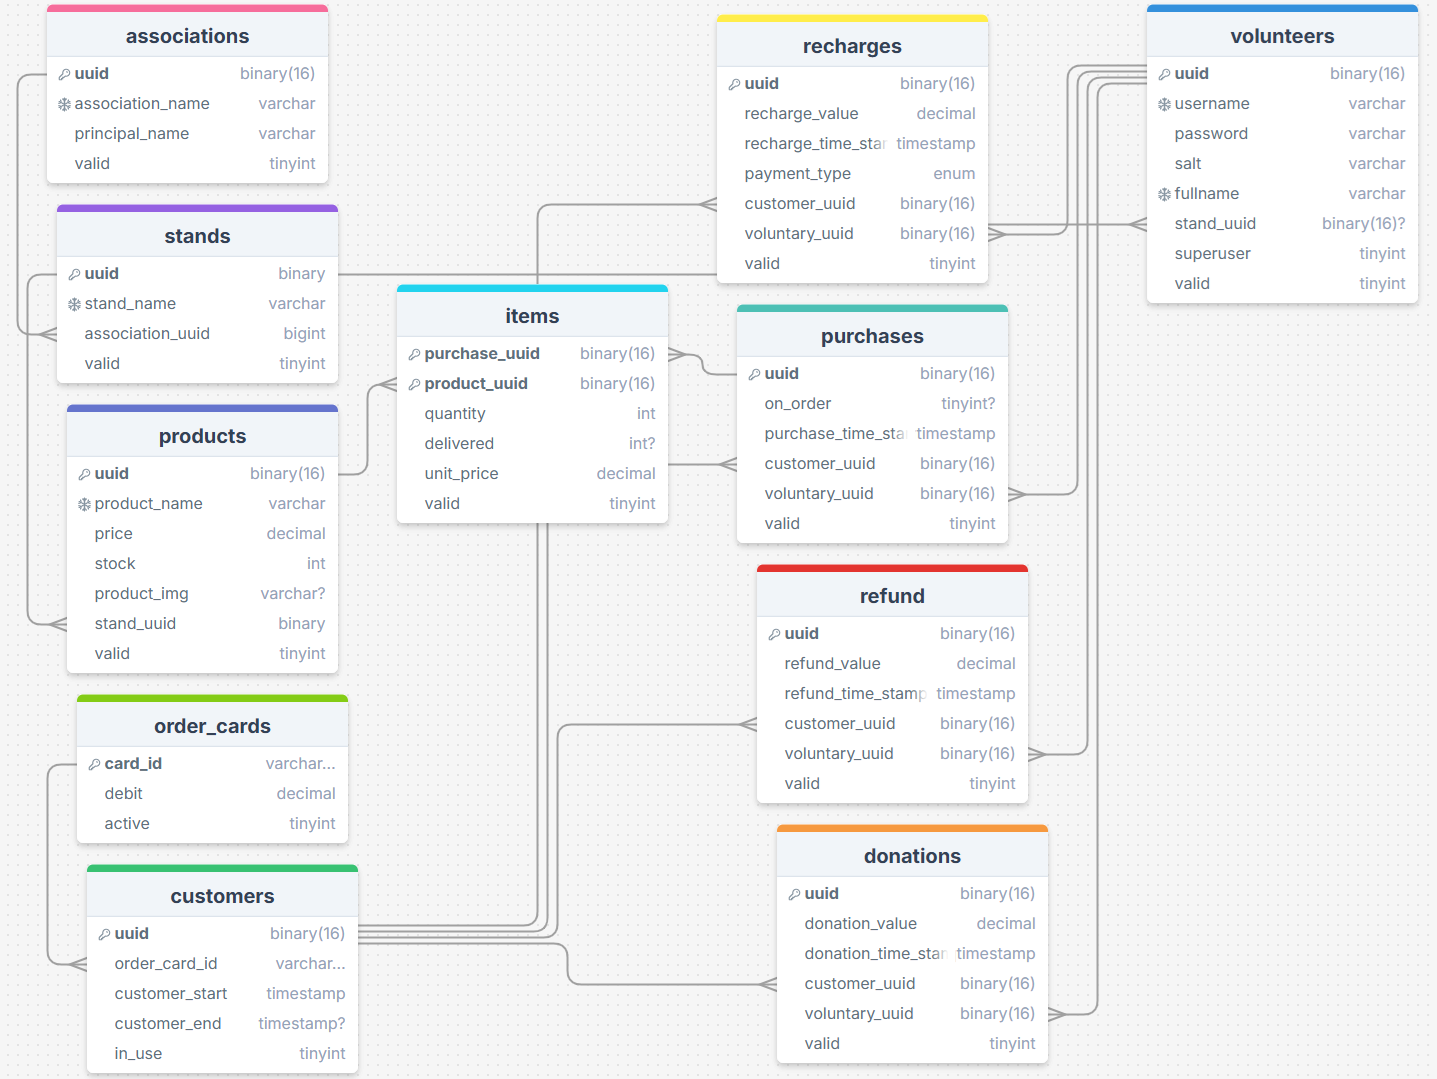 associations
uuid binary(16)
association_name varchar
principal_name varchar
valid tinyint
stands
uuid binary
stand_name varchar
association_uuid bigint
valid tinyint
products
uuid binary(16)
product_name varchar
price decimal
stock int
product_img varchar?
stand_uuid binary
valid tinyint
order_cards
card_id varchar...
debit decimal
active tinyint
customers
uuid binary(16)
order_card_id varchar...
customer_start timestamp
customer_end timestamp?
in_use tinyint
items
purchase_uuid binary(16)
product_uuid binary(16)
quantity int
delivered int?
unit_price decimal
valid tinyint
recharges
uuid binary(16)
recharge_value decimal
recharge_time_star timestamp
payment_type enum
customer_uuid binary(16)
voluntary_uuid binary(16)
valid tinyint
purchases
uuid binary(16)
on_order tinyint?
purchase_time_sta timestamp
customer_uuid binary(16)
voluntary_uuid binary(16)
valid tinyint
refund
uuid binary(16)
refund_value decimal
refund_time_stamp timestamp
customer_uuid binary(16)
voluntary_uuid binary(16)
valid tinyint
donations
uuid binary(16)
donation_value decimal
donation_time_star timestamp
customer_uuid binary(16)
voluntary_uuid binary(16)
valid tinyint
volunteers
uuid binary(16)
username varchar
password varchar
salt varchar
fullname varchar
stand_uuid binary(16)?
superuser tinyint
valid tinyint